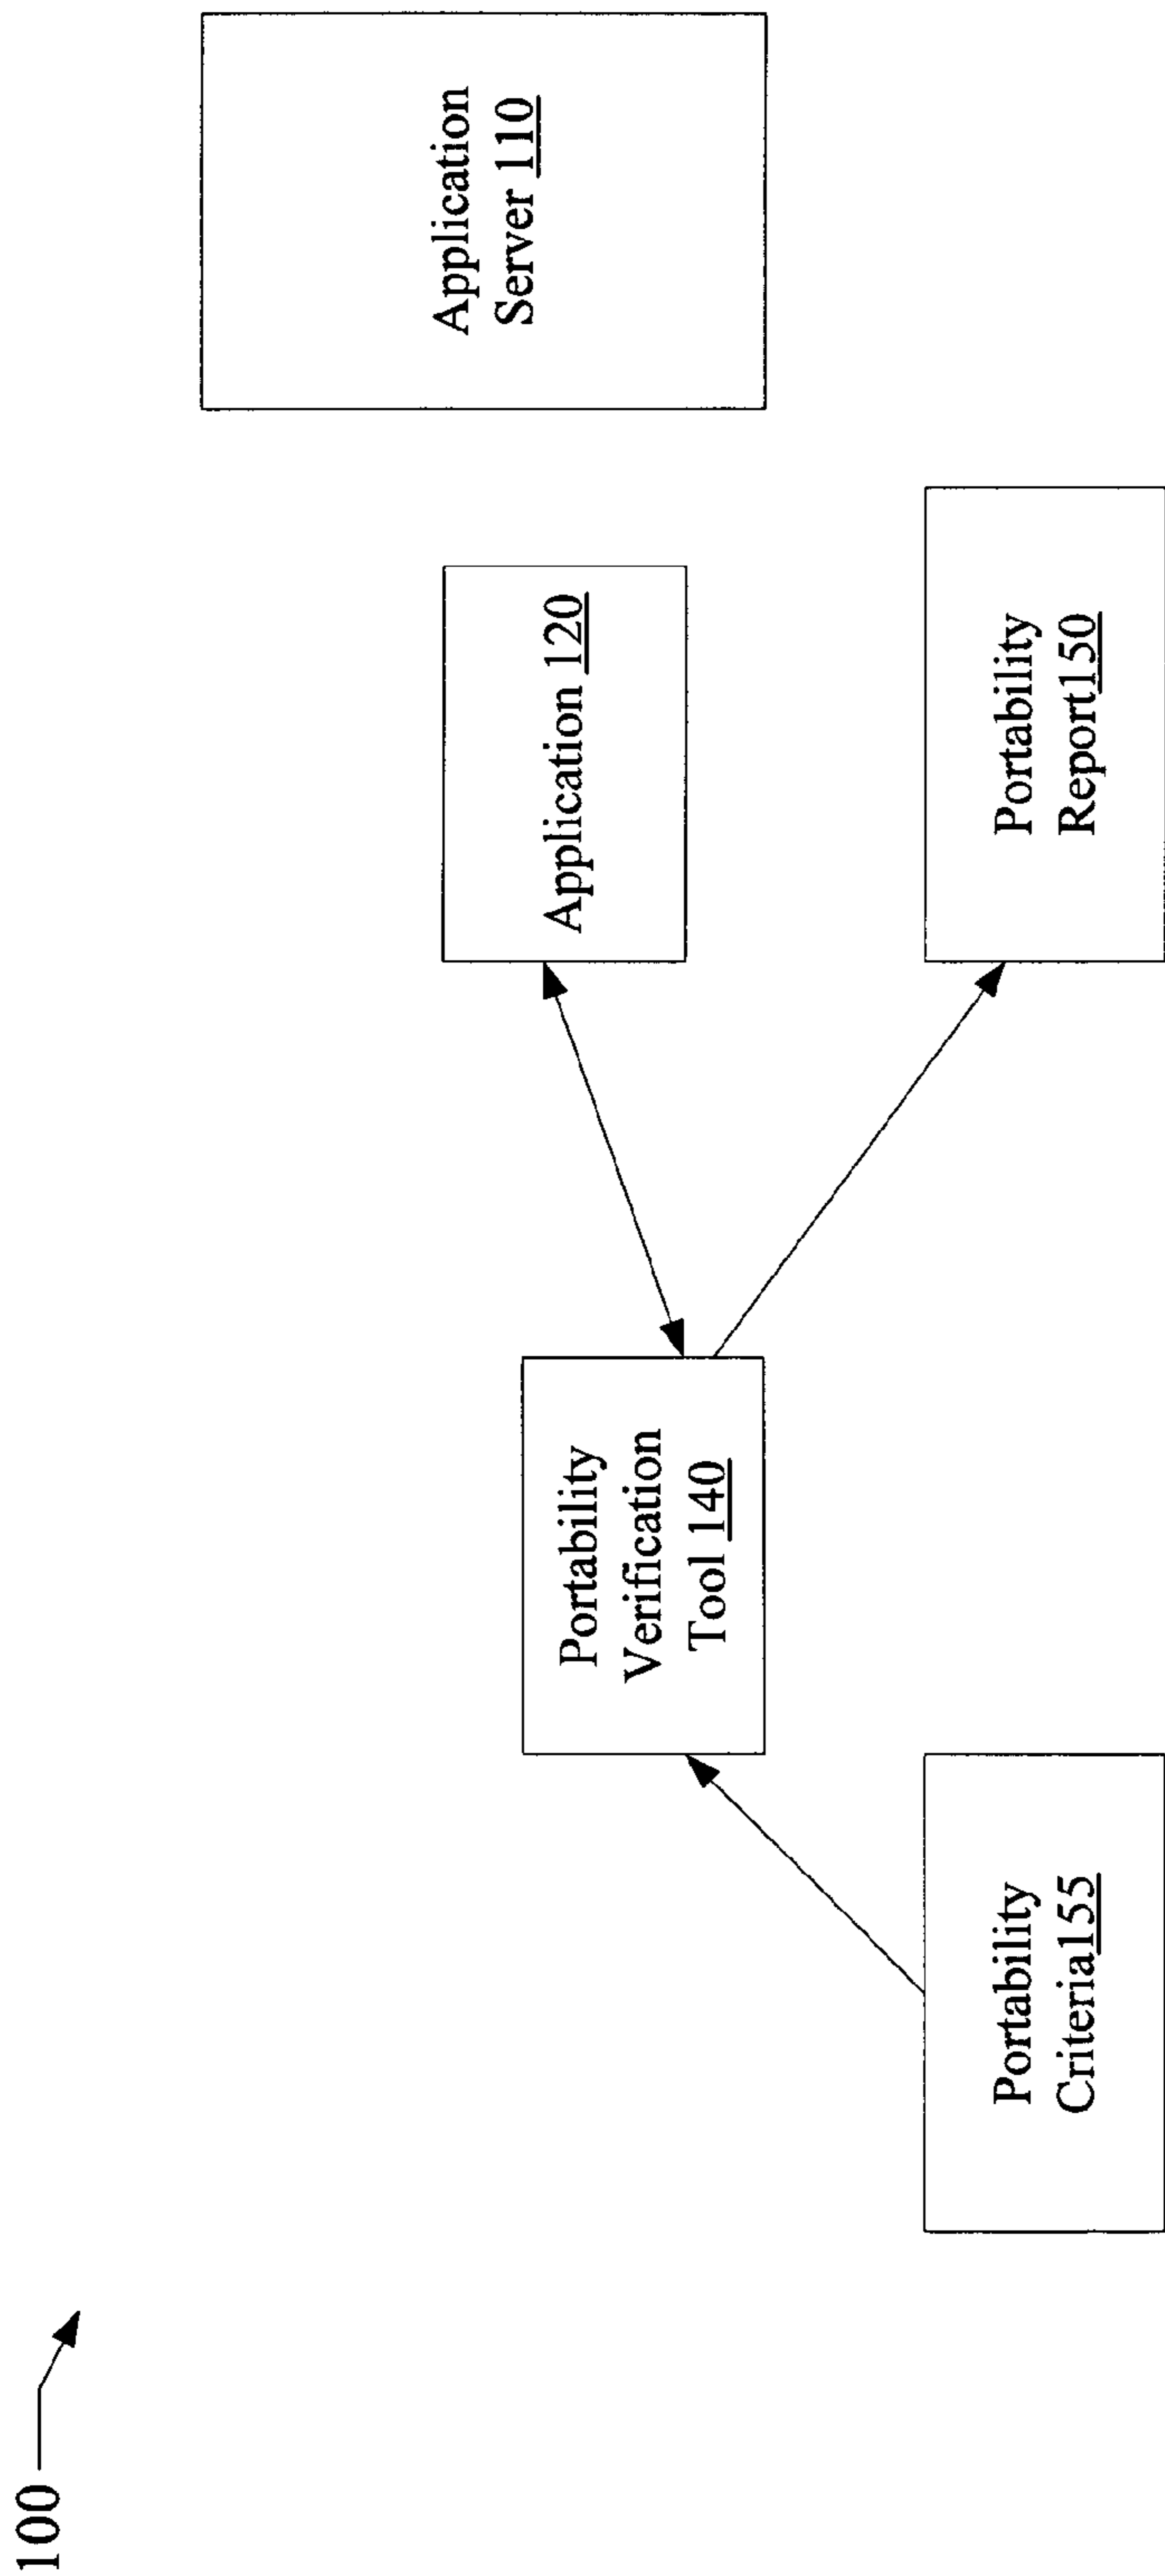 100
Application
Server 110
Application 120
Portability
Verification
Tool 140
Portability
Report150
Portability
Criteria155